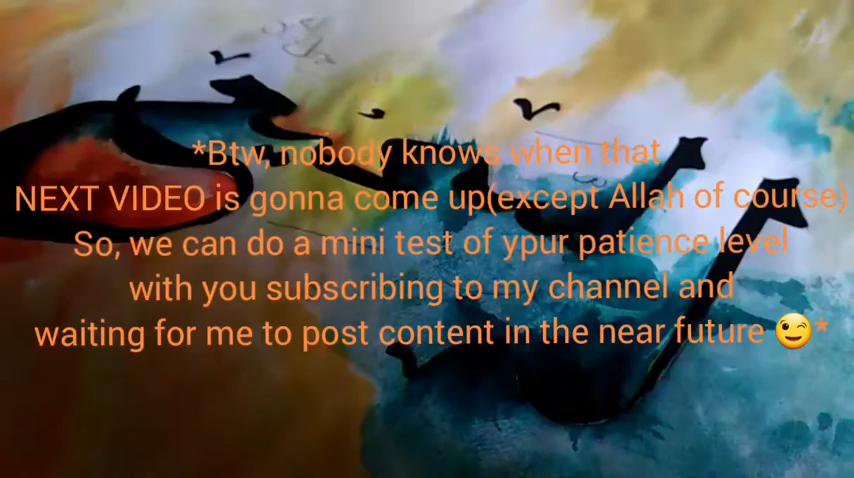 *Btw, nobody knows when that
NEXT VIDEO is gonna come up(except Allah of course)
So, we can do a mini test of ypur patience level
with you subscribing to my channel and
waiting for me to post content in the near future 😉*